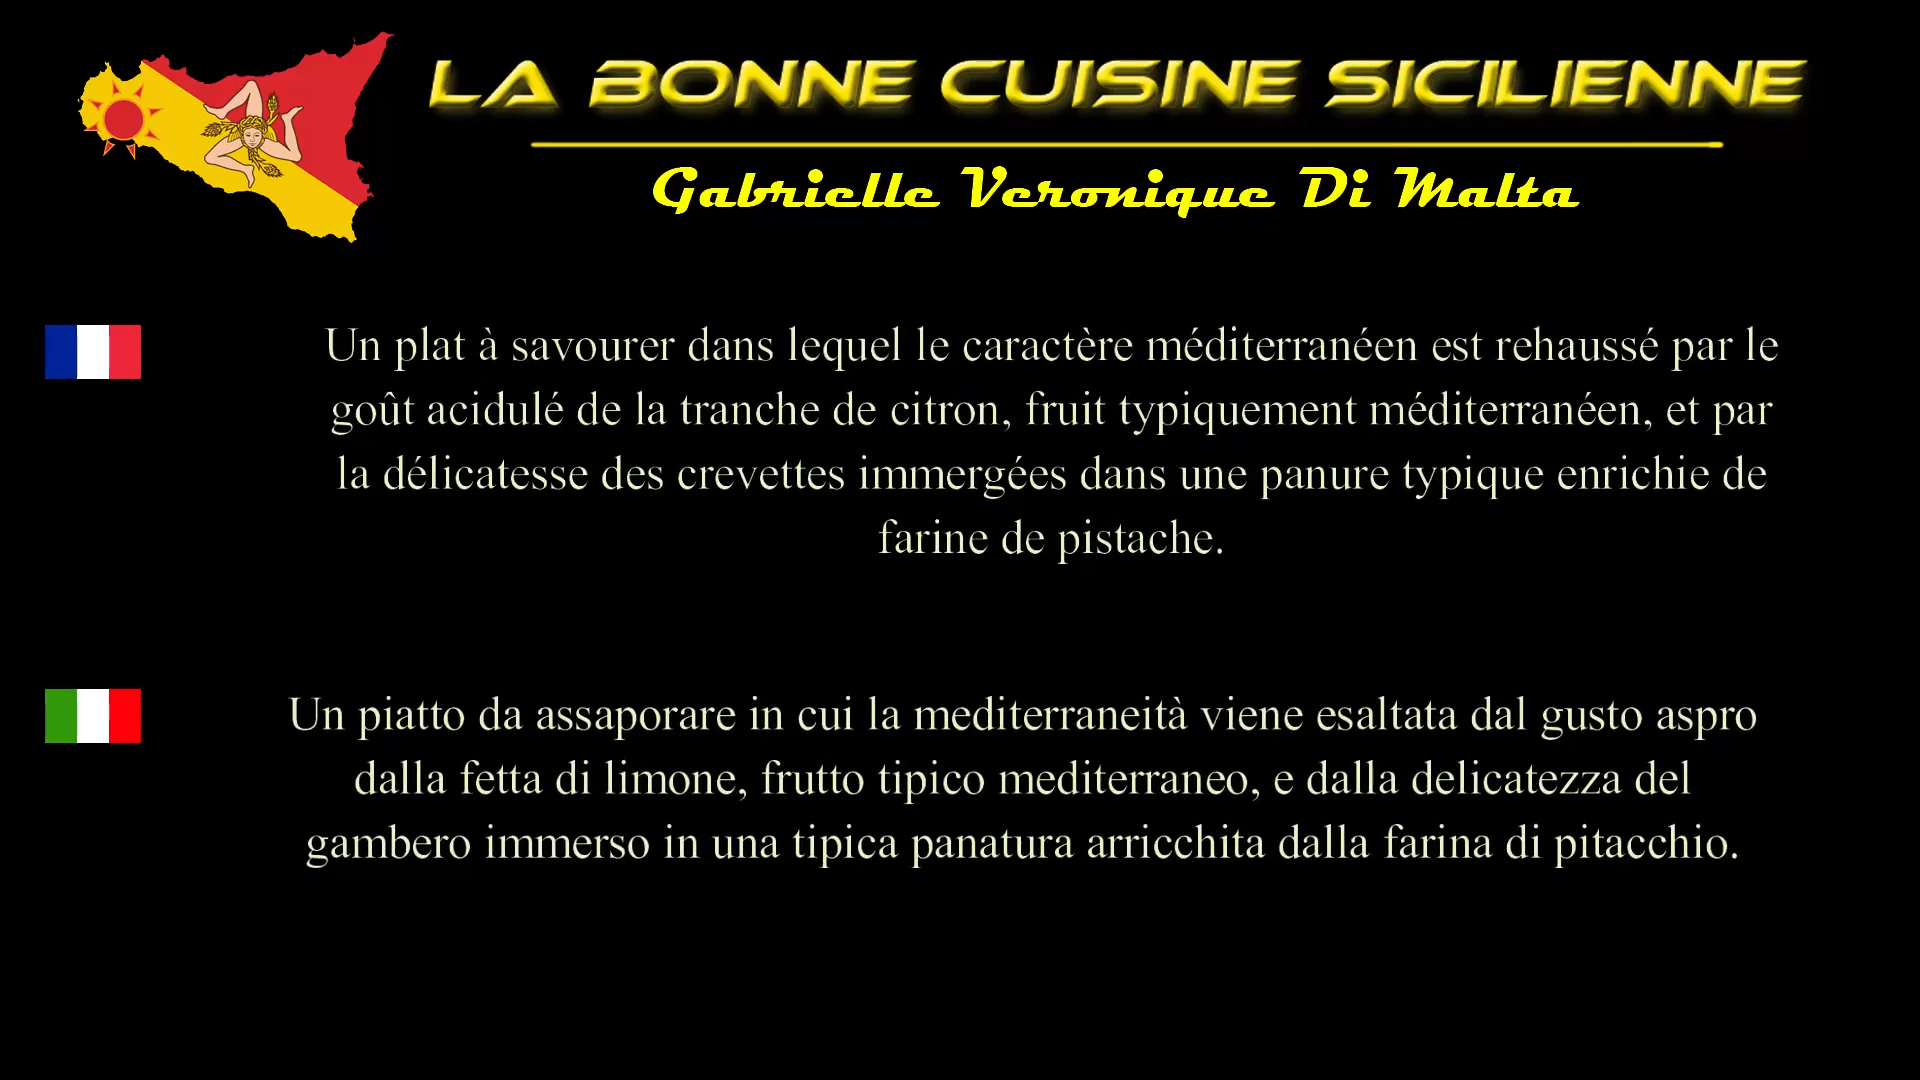 LA BONNE CUISINE SICILIENNE
Gabrielle Veronique Di Malta
Un plat à savourer dans lequel le caractère méditerranéen est rehaussé par le
goût acidulé de la tranche de citron, fruit typiquement méditerranéen, et par
la délicatesse des crevettes immergées dans une panure typique enrichie de
farine de pistache.
Un piatto da assaporare in cui la mediterraneità viene esaltata dal gusto aspro
dalla fetta di limone, frutto tipico mediterraneo, e dalla delicatezza del
gambero immerso in una tipica panatura arricchita dalla farina di pitacchio.